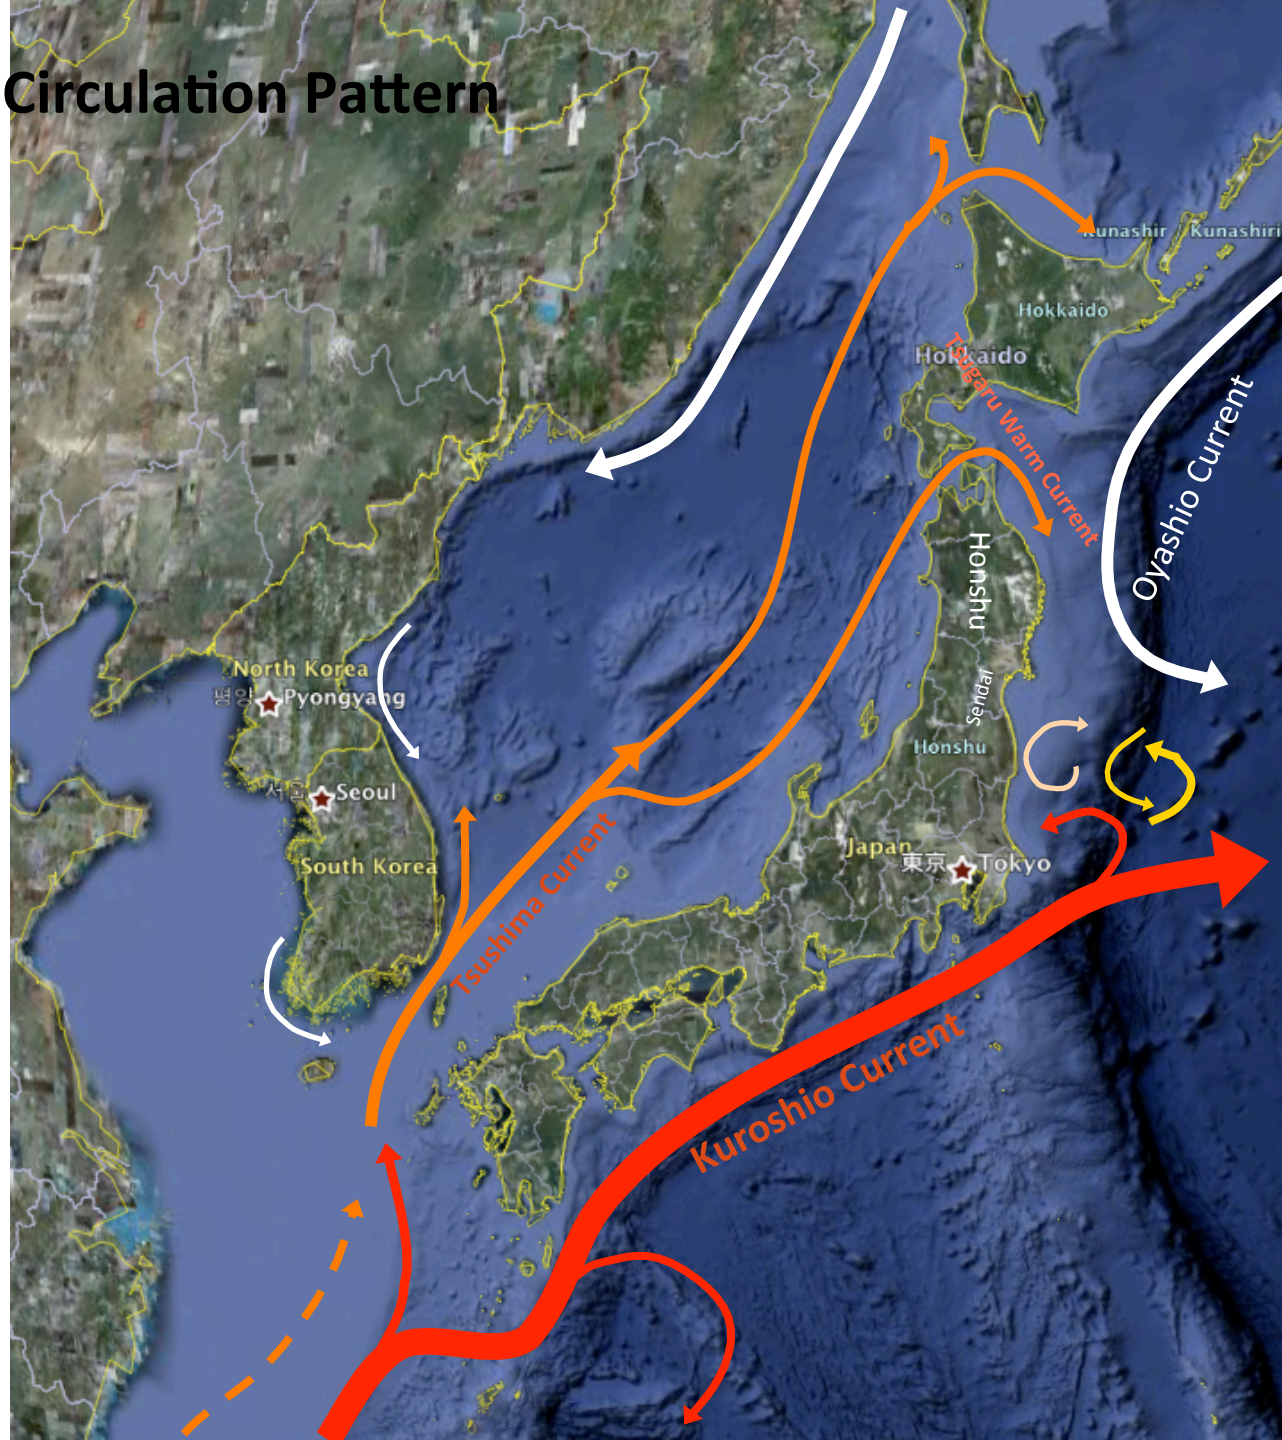 Circulation Pattern
Kunashir
Kunashiri
Hokkaido
Hokkaido
Tsugaru Warm Current
Oyashio Current
Honshu
North Korea
평양
Pyongyang
Sendai
Honshu
서울
Seoul
South Korea
Tsushima Current
Japan
東京
Tokyo
Kuroshio Current